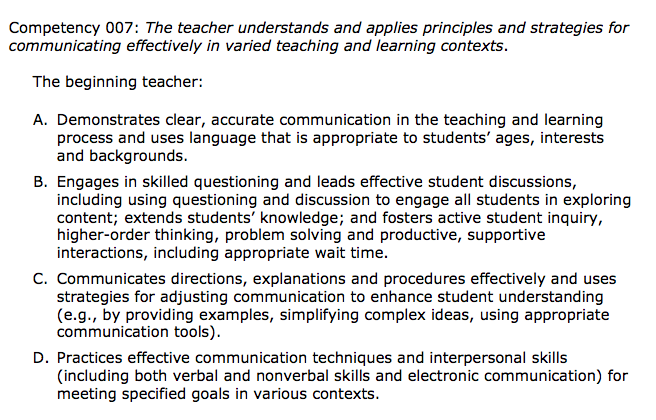 Competency 007: The teacher understands and applies principles and strategies for
communicating effectively in varied teaching and learning contexts.
The beginning teacher:
A. Demonstrates clear, accurate communication in the teaching and learning
process and uses language that is appropriate to students’ ages, interests
and backgrounds.
B. Engages in skilled questioning and leads effective student discussions,
including using questioning and discussion to engage all students in exploring
content; extends students’ knowledge; and fosters active student inquiry,
higher-order thinking, problem solving and productive, supportive
interactions, including appropriate wait time.
C. Communicates directions, explanations and procedures effectively and uses
strategies for adjusting communication to enhance student understanding
(e.g., by providing examples, simplifying complex ideas, using appropriate
communication tools).
D. Practices effective communication techniques and interpersonal skills
(including both verbal and nonverbal skills and electronic communication) for
meeting specified goals in various contexts.